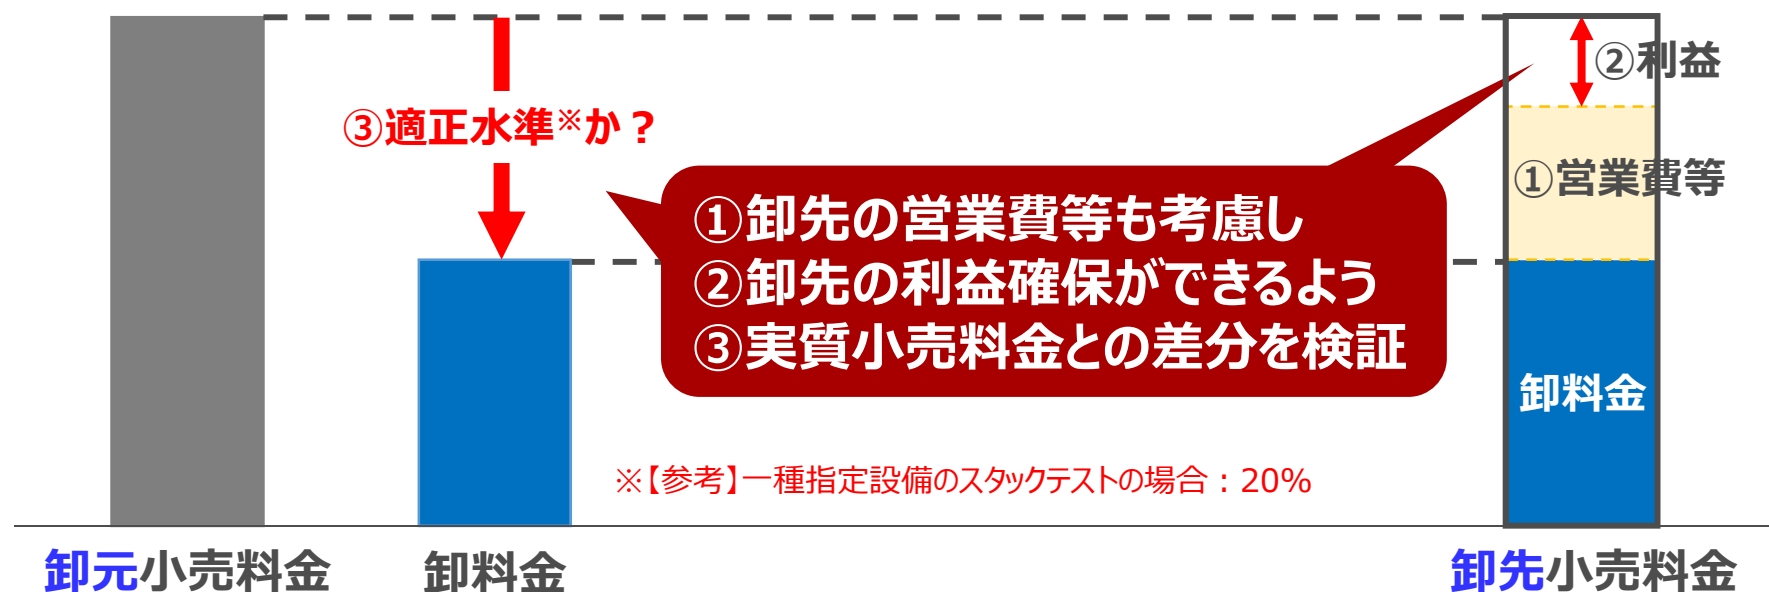 ②利益
③適正水準※か？
①営業費等
①卸先の営業費等も考慮し
②卸先の利益確保ができるよう
③実質小売料金との差分を検証
卸料金
※【参考】一種指定設備のスタックテストの場合：20%
卸元小売料金
卸料金
卸先小売料金